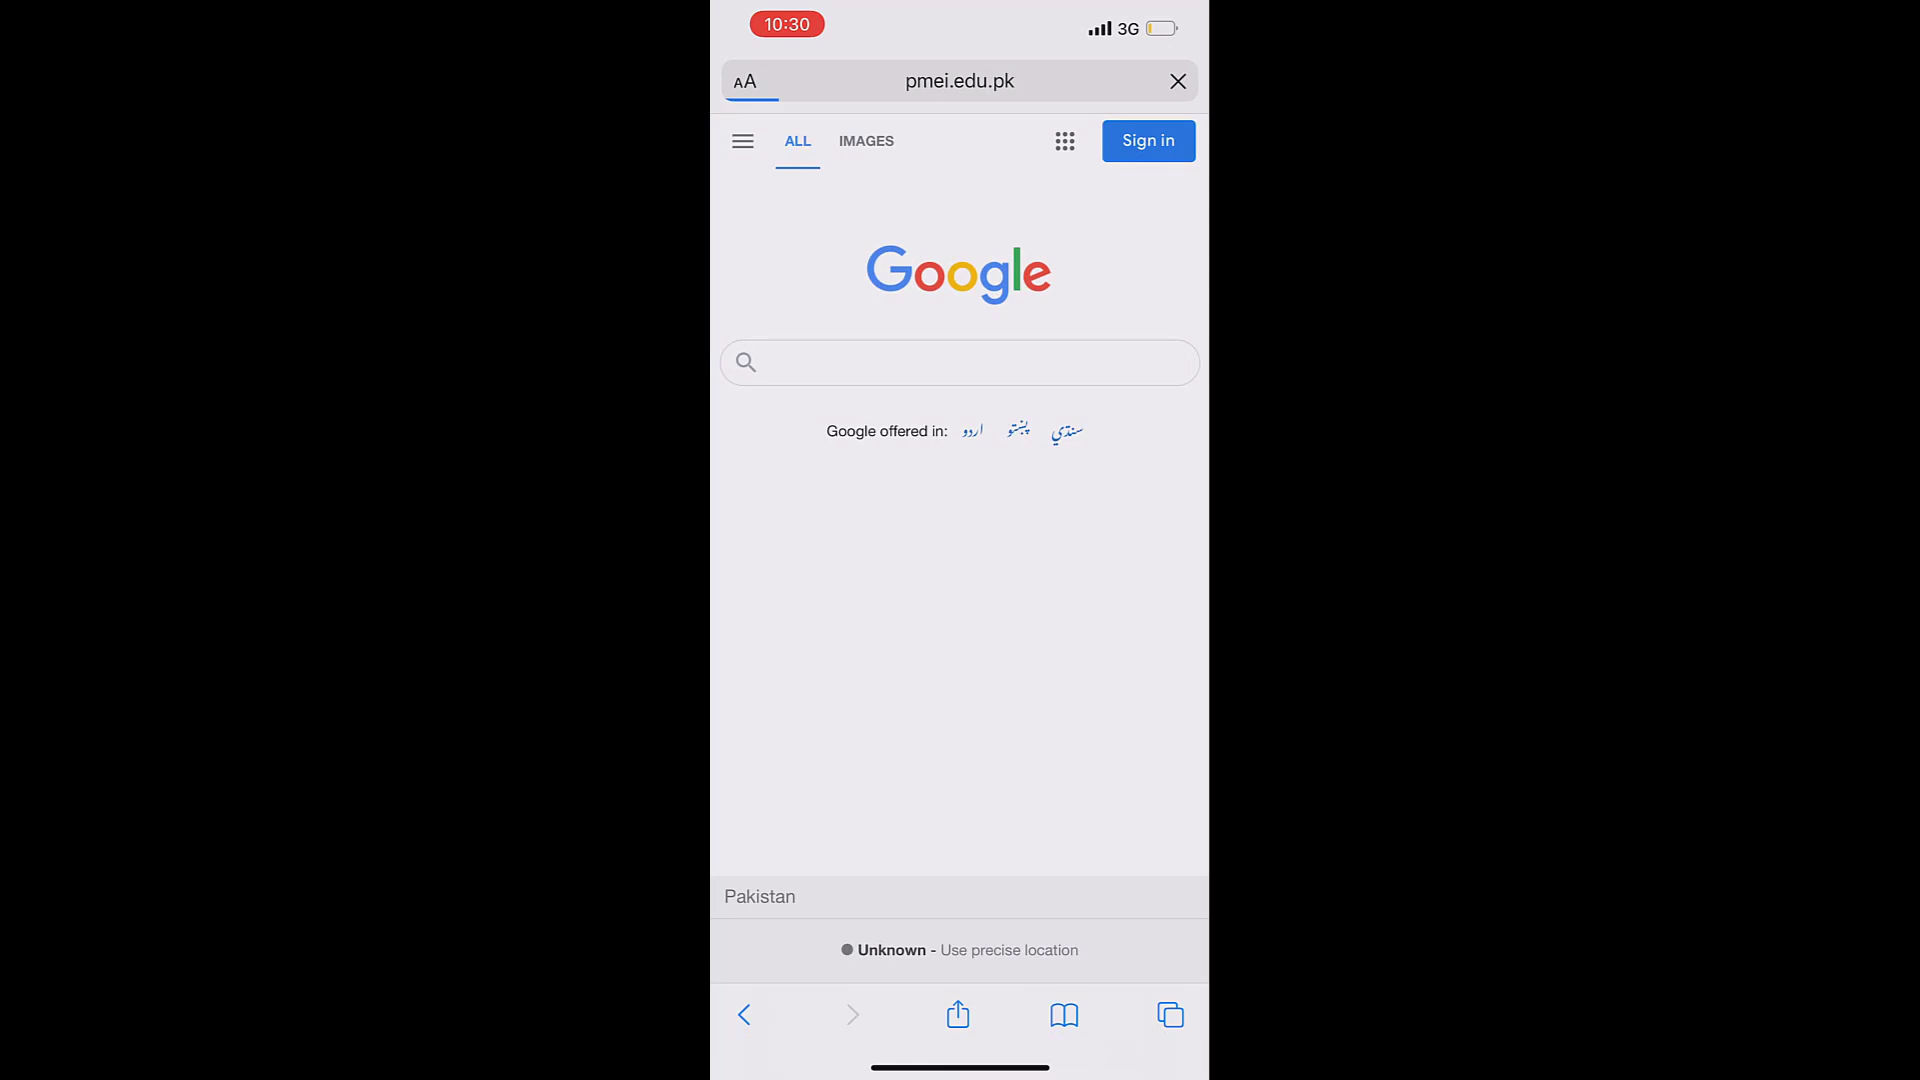 10:30
3G
AA pmei.edu.pk
ALL IMAGES Sign in
Google
Google offered in: اردو پښتو سنڌي
Pakistan
Unknown - Use precise location